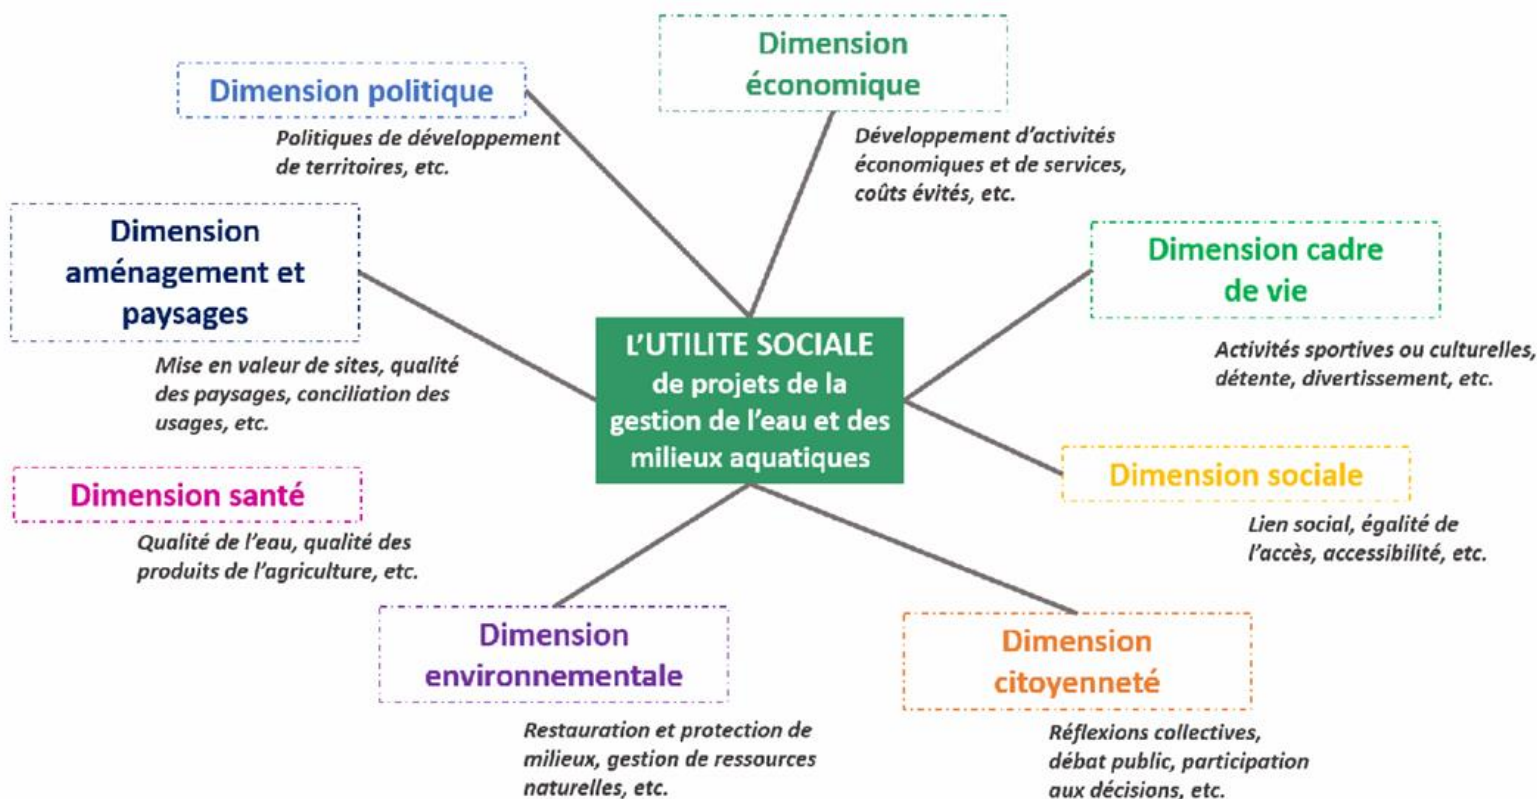 Dimension
économique
Développement d'activités
économiques et de services,
coûts évités, etc.
Dimension politique
Politiques de développement
de territoires, etc.
Dimension
aménagement et
paysages
Mise en valeur de sites, qualité
des paysages, conciliation des
usages, etc.
Dimension cadre
de vie
Activités sportives ou culturelles,
détente, divertissement, etc.
L'UTILITE SOCIALE
de projets de la
gestion de l'eau et des
milieux aquatiques
Dimension santé
Qualité de l'eau, qualité des
produits de l'agriculture, etc.
Dimension sociale
Lien social, égalité de
l'accès, accessibilité, etc.
Dimension
environnementale
Restauration et protection de
milieux, gestion de ressources
naturelles, etc.
Dimension
citoyenneté
Réflexions collectives,
débat public, participation
aux décisions, etc.